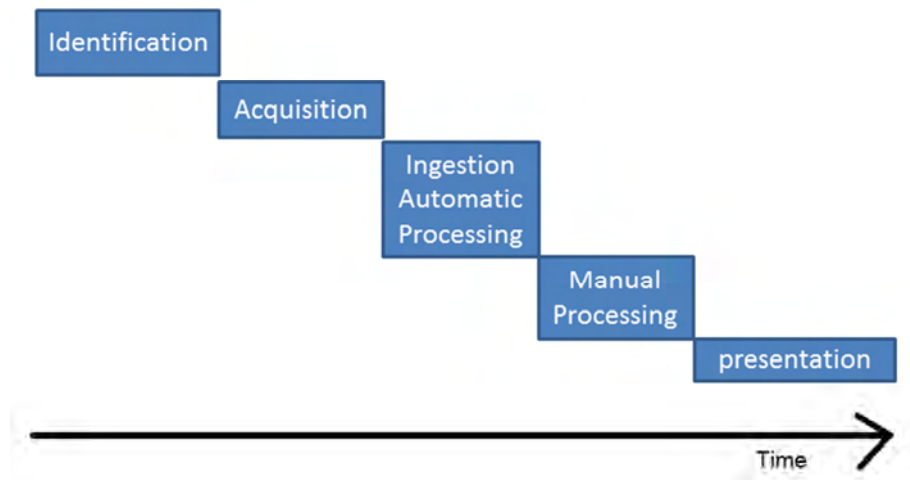 Identification
Acquisition
Ingestion
Automatic
Processing
Manual
Processing
presentation
Time